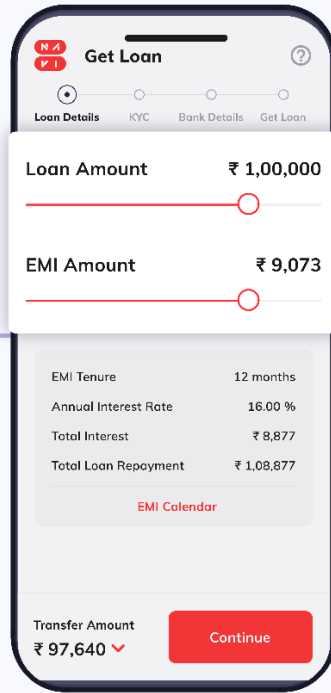 NA
VI
Get Loan
?
Loan Details KYC Bank Details Get Loan
Loan Amount ₹ 1,00,000
EMI Amount ₹ 9,073
EMI Tenure 12 months
Annual Interest Rate 16.00 %
Total Interest ₹ 8,877
Total Loan Repayment ₹ 1,08,877
EMI Calendar
Transfer Amount
₹ 97,640
Continue